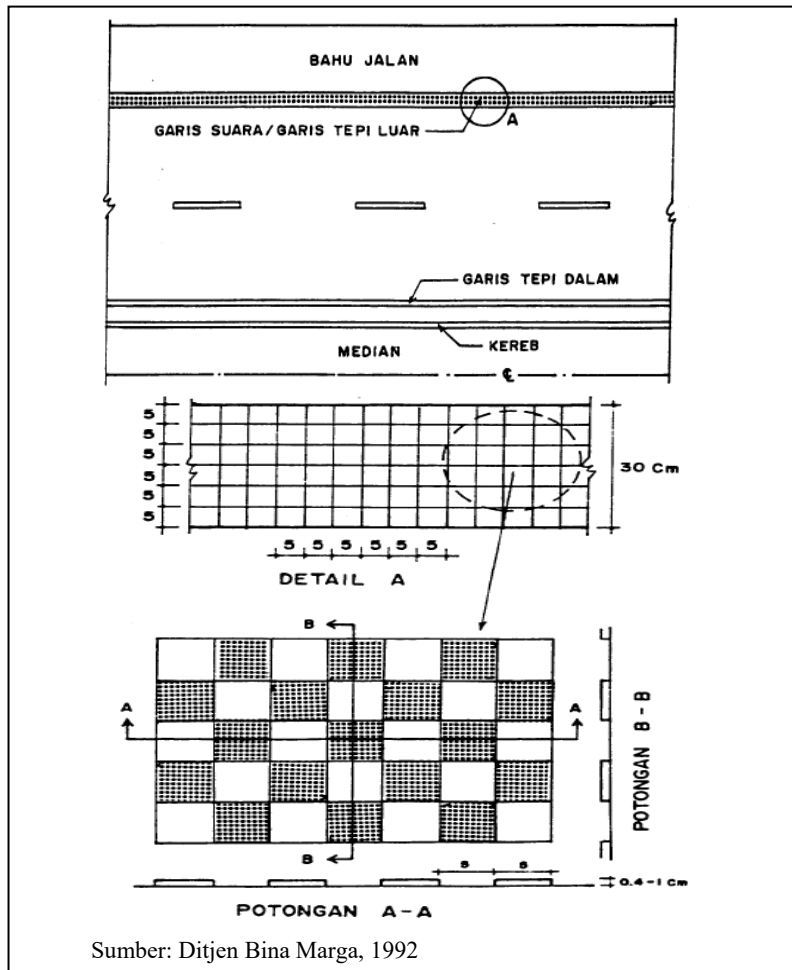 BAHU JALAN
GARIS SUARA/GARIS TEPI LUAR
A
GARIS TEPI DALAM
KEREB
MEDIAN
℄
5
5
5
5
5
5
30 Cm
5 5 5 5 5 5
DETAIL A
B
A A
B
POTONGAN B-B
5 5
0.4-1 Cm
POTONGAN A-A
Sumber: Ditjen Bina Marga, 1992